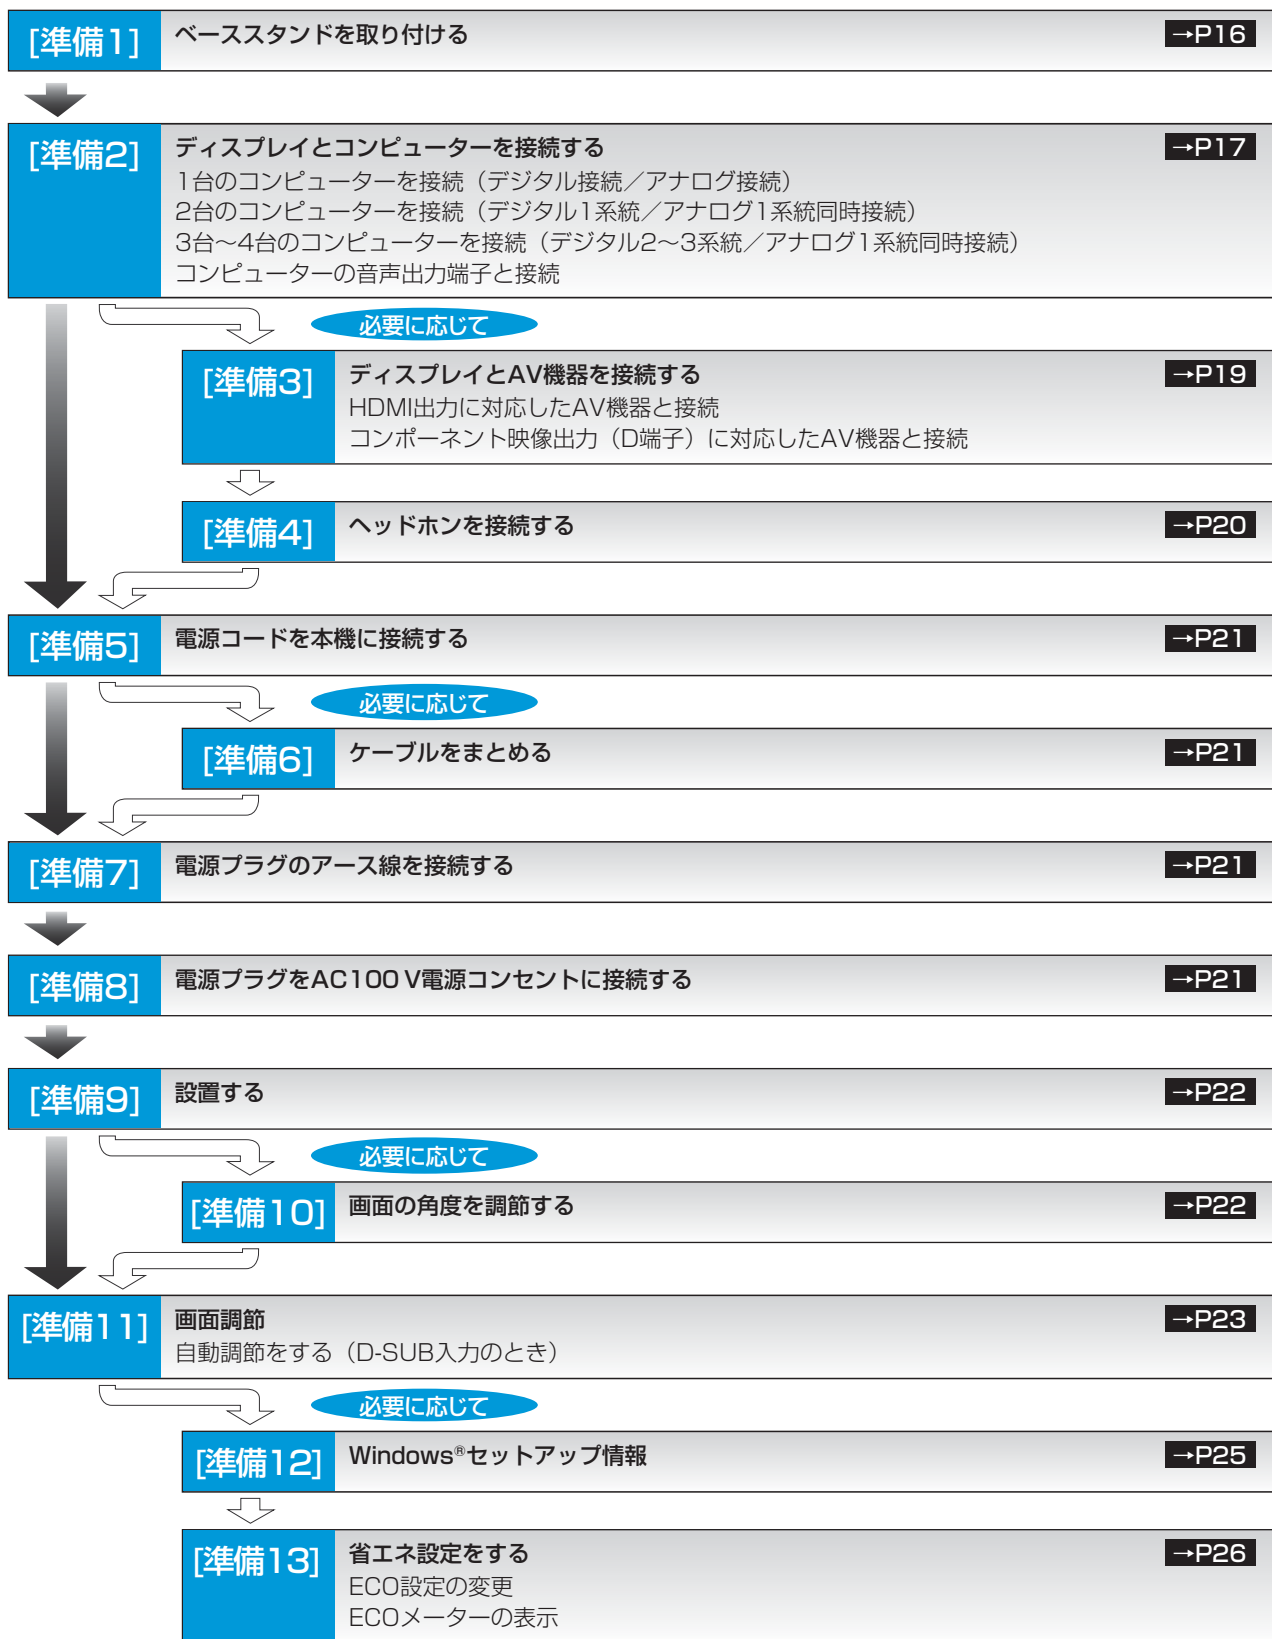 [準備1] ベーススタンドを取り付ける →P16
[準備2] ディスプレイとコンピューターを接続する →P17
1台のコンピューターを接続（デジタル接続／アナログ接続）
2台のコンピューターを接続（デジタル1系統／アナログ1系統同時接続）
3台～4台のコンピューターを接続（デジタル2～3系統／アナログ1系統同時接続）
コンピューターの音声出力端子と接続
必要に応じて
[準備3] ディスプレイとAV機器を接続する →P19
HDMI出力に対応したAV機器と接続
コンポーネント映像出力（D端子）に対応したAV機器と接続
[準備4] ヘッドホンを接続する →P20
[準備5] 電源コードを本機に接続する →P21
必要に応じて
[準備6] ケーブルをまとめる →P21
[準備7] 電源プラグのアース線を接続する →P21
[準備8] 電源プラグをAC100 V電源コンセントに接続する →P21
[準備9] 設置する →P22
必要に応じて
[準備10] 画面の角度を調節する →P22
[準備11] 画面調節 →P23
自動調節をする（D-SUB入力のとき）
必要に応じて
[準備12] Windows®セットアップ情報 →P25
[準備13] 省エネ設定をする →P26
ECO設定の変更
ECOメーターの表示